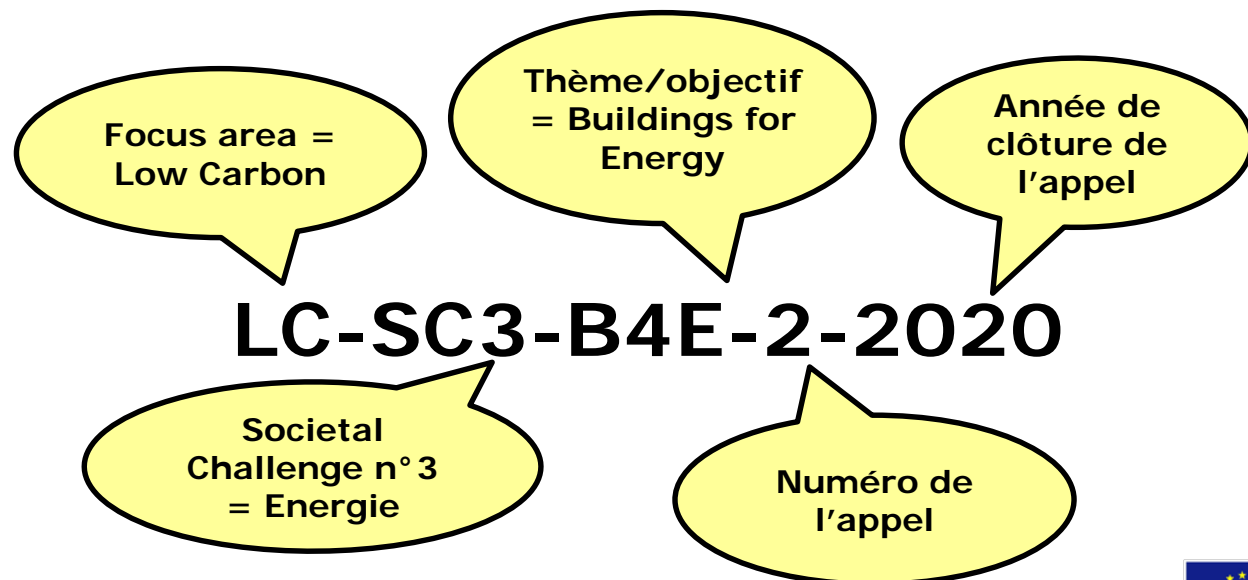 Focus area =
Low Carbon
Thème/objectif
= Buildings for
Energy
Année de
clôture de
l’appel
LC-SC3-B4E-2-2020
Societal
Challenge n°3
= Energie
Numéro de
l’appel